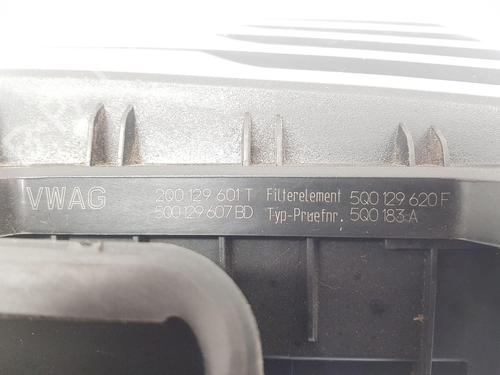 VWAG 2Q0 129 601 T Filterelement 5Q0 129 620 F
5Q0 129 607 BD Typ-Pruefnr. 5Q0 183 A